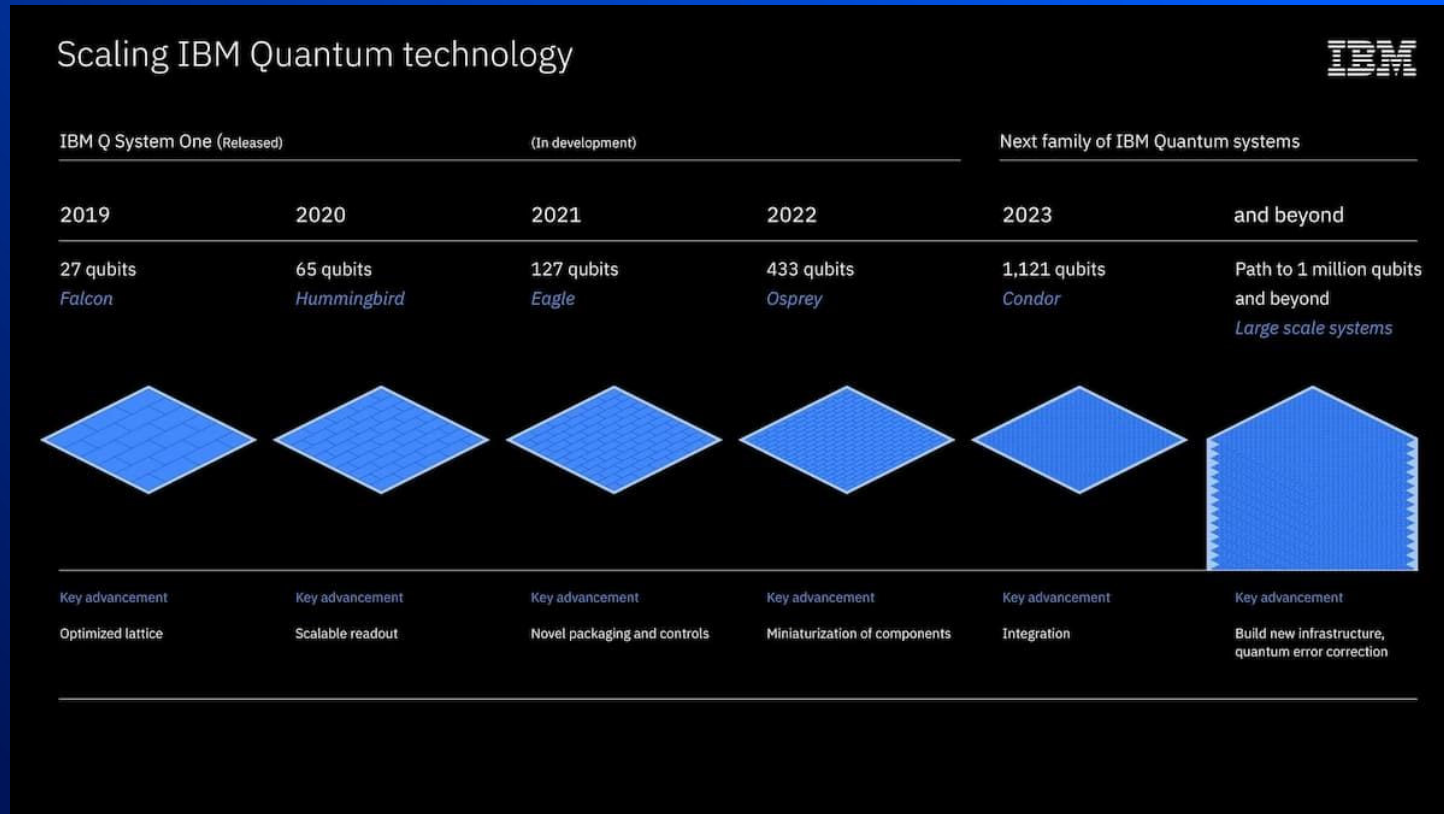 Scaling IBM Quantum technology
IBM
IBM Q System One (Released)
(In development)
Next family of IBM Quantum systems
2019
2020
2021
2022
2023
and beyond
27 qubits
Falcon
65 qubits
Hummingbird
127 qubits
Eagle
433 qubits
Osprey
1,121 qubits
Condor
Path to 1 million qubits
and beyond
Large scale systems
Key advancement
Optimized lattice
Key advancement
Scalable readout
Key advancement
Novel packaging and controls
Key advancement
Miniaturization of components
Key advancement
Integration
Key advancement
Build new infrastructure,
quantum error correction